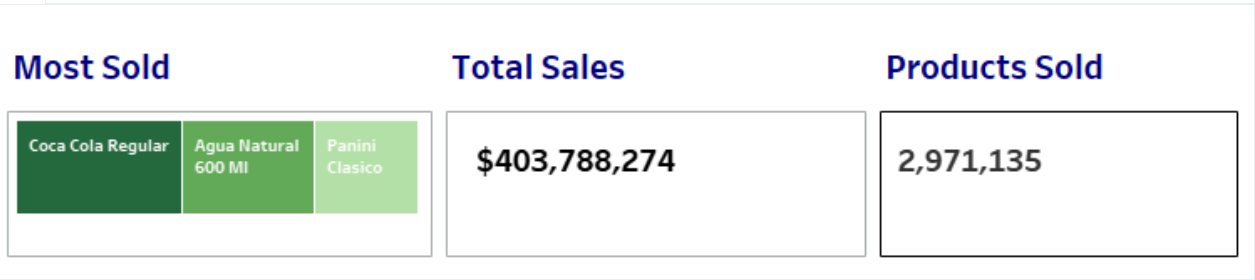 Most Sold
Total Sales
Products Sold
Coca Cola Regular
Agua Natural
600 Ml
Panini
Clasico
$403,788,274
2,971,135